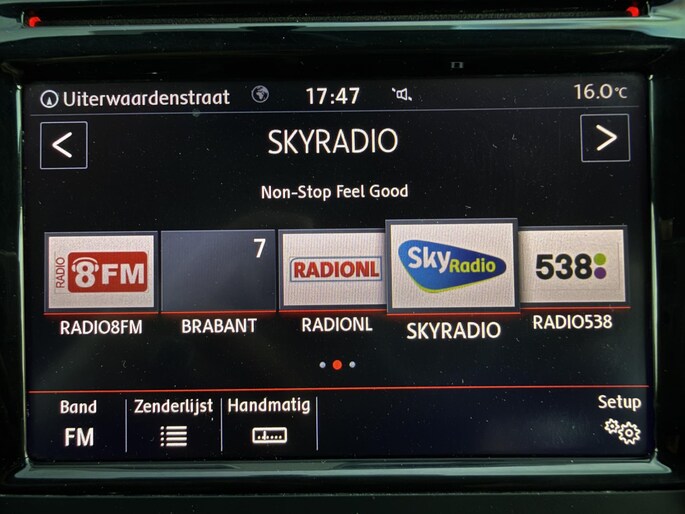 Uiterwaardenstraat 17:47 16.0°C
< SKYRADIO >
Non-Stop Feel Good
RADIO 8FM 7 RADIONL Sky Radio 538
RADIO8FM BRABANT RADIONL SKYRADIO RADIO538
Band Zenderlijst Handmatig Setup
FM